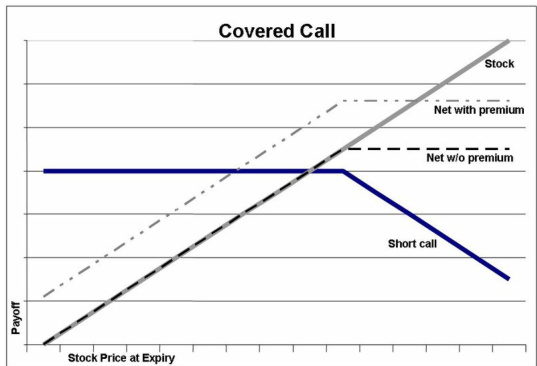 Covered Call
Stock
Net with premium
Net w/o premium
Short call
Payoff
Stock Price at Expiry